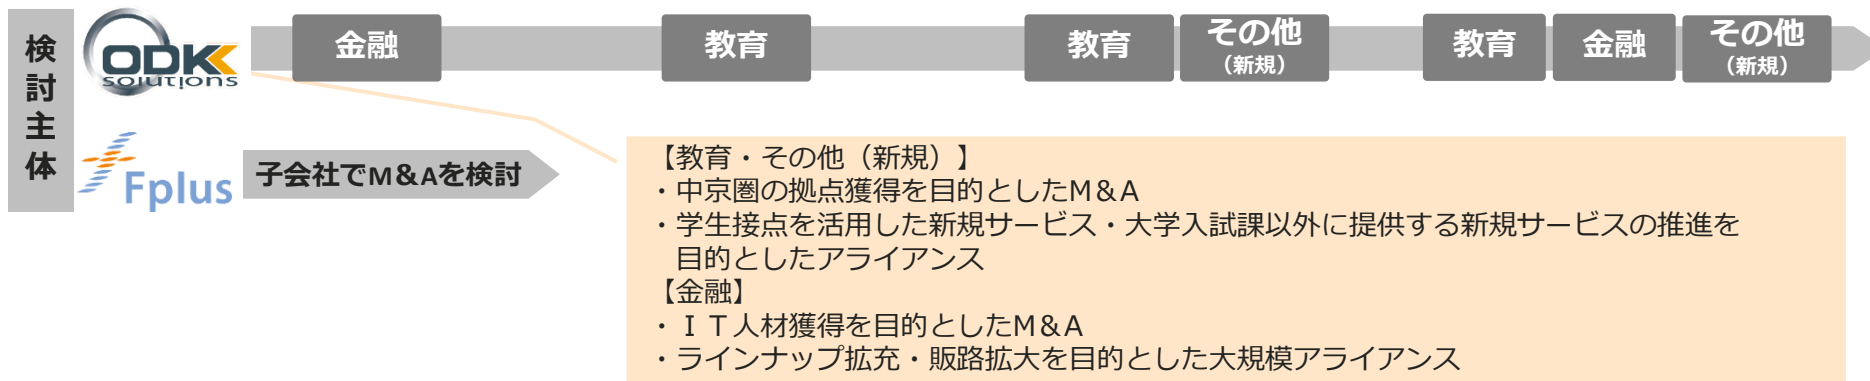 検討主体
ODK
solutions
金融
教育
教育
その他
（新規）
教育
金融
その他
（新規）
Fplus
子会社でM&Aを検討
【教育・その他（新規）】
・中京圏の拠点獲得を目的としたM&A
・学生接点を活用した新規サービス・大学入試課以外に提供する新規サービスの推進を
目的としたアライアンス
【金融】
・ＩＴ人材獲得を目的としたM&A
・ラインナップ拡充・販路拡大を目的とした大規模アライアンス